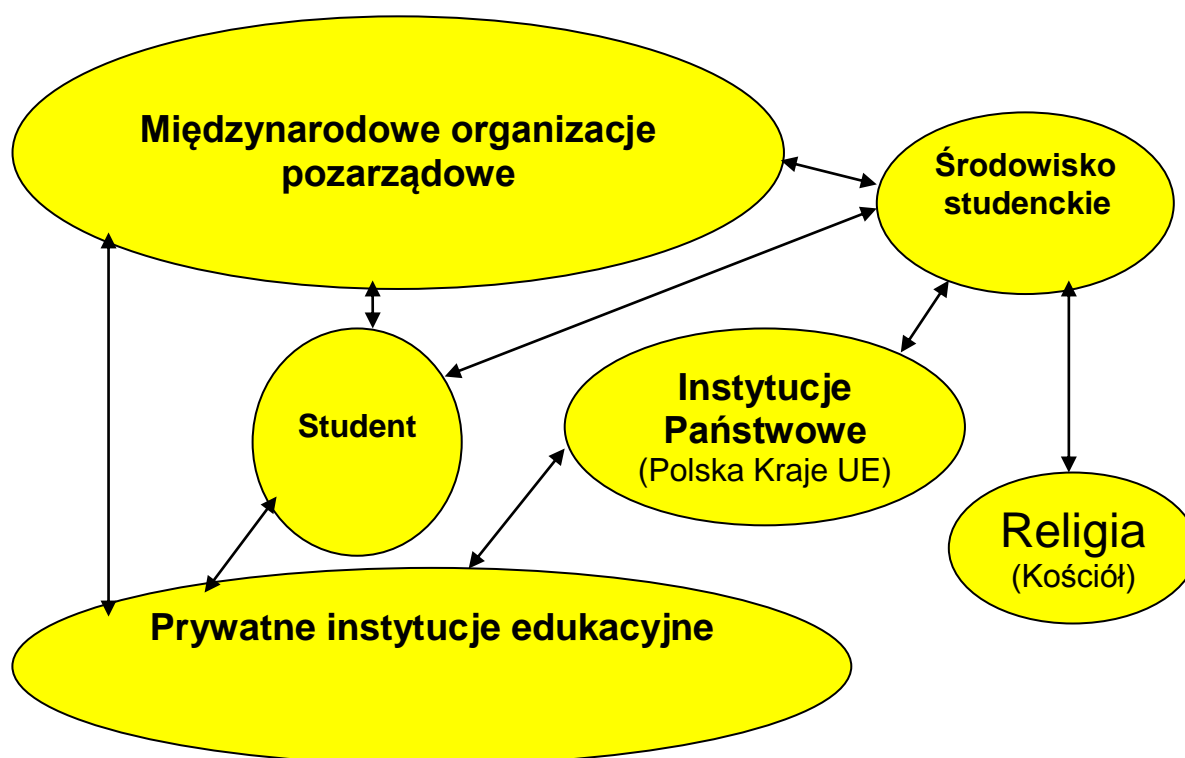 Międzynarodowe organizacje
pozarządowe
Środowisko
studenckie
Student
Instytucje
Państwowe
(Polska Kraje UE)
Religia
(Kościół)
Prywatne instytucje edukacyjne